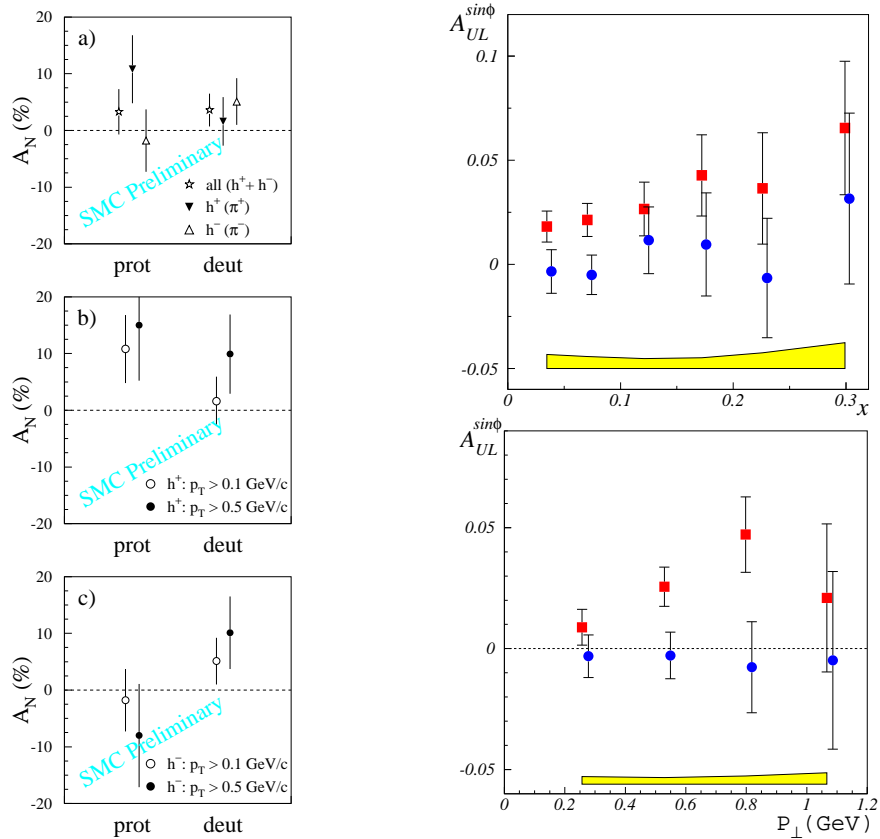 a)
20
10
0
-10
-20
A_N (%)
SMC Preliminary
all (h⁺ + h⁻)
h⁺ (π⁺)
h⁻ (π⁻)
prot deut
b)
20
10
0
-10
-20
A_N (%)
SMC Preliminary
h⁺: p_T > 0.1 GeV/c
h⁺: p_T > 0.5 GeV/c
prot deut
c)
20
10
0
-10
-20
A_N (%)
SMC Preliminary
h⁻: p_T > 0.1 GeV/c
h⁻: p_T > 0.5 GeV/c
prot deut
A_UL^sinϕ
0.1
0.05
0
-0.05
0 0.1 0.2 0.3
x
A_UL^sinϕ
0.05
0
-0.05
0 0.2 0.4 0.6 0.8 1 1.2
P_⊥(GeV)